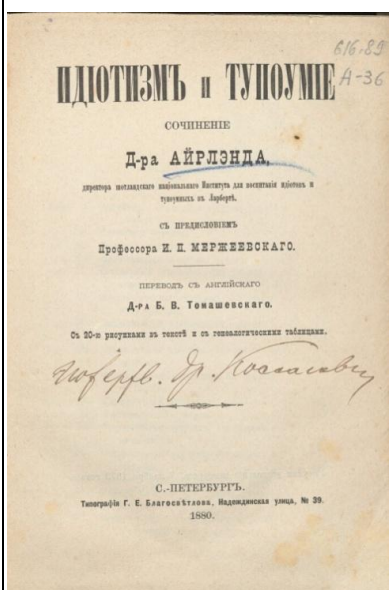 616.89
А-36
ИДІОТИЗМЪ и ТУПОУМІЕ
СОЧИНЕНІЕ
Д-ра АЙРЛЭНДА,
директора шотландскаго національнаго Института для воспитанія идіотовъ и
тупоумныхъ въ Ларбертѣ.
СЪ ПРЕДИСЛОВІЕМЪ
Профессора И. П. МЕРЖЕЕВСКАГО.
ПЕРЕВОДЪ СЪ АНГЛІЙСКАГО
Д-РА Б. В. Томашевскаго.
Съ 20-ю рисунками въ текстѣ и съ генеалогическими таблицами.
Др.
С.-ПЕТЕРБУРГЪ.
Типографія Г. Е. Благосвѣтлова, Надеждинская улица, № 39.
1880.